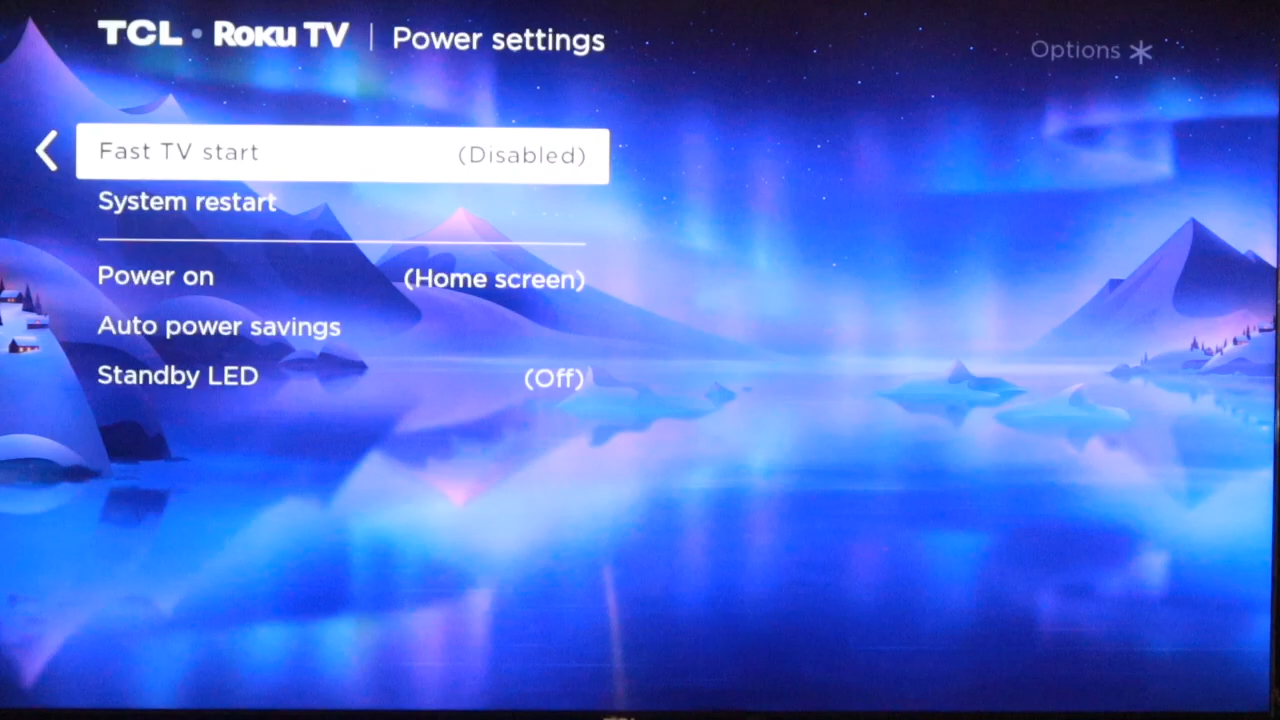 TCL • Roku TV | Power settings
Options ✱
Fast TV start (Disabled)
System restart
Power on (Home screen)
Auto power savings
Standby LED (Off)